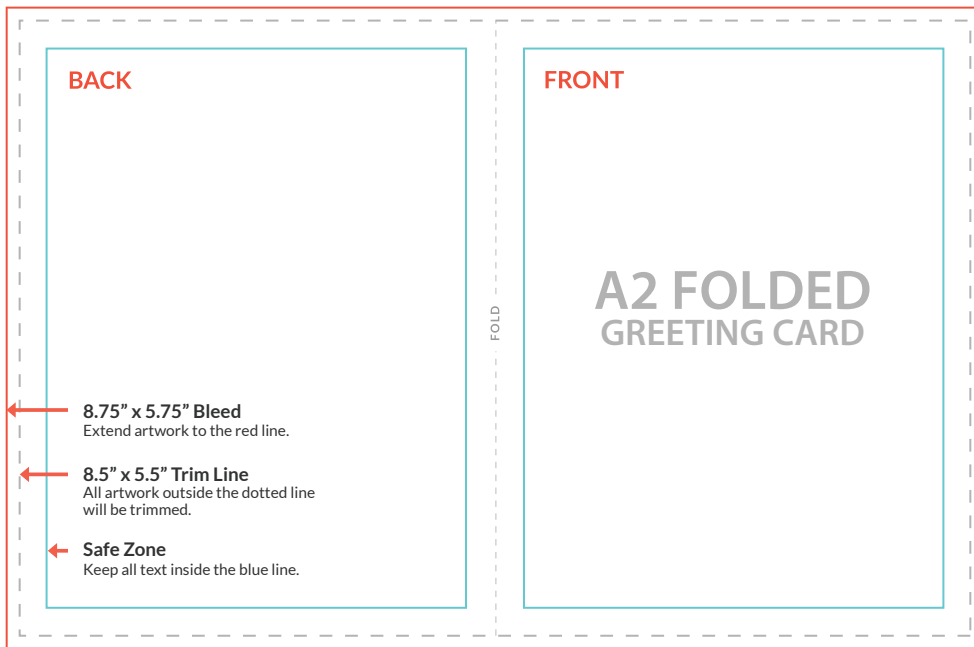 BACK
FRONT
A2 FOLDED
GREETING CARD
FOLD
8.75” x 5.75” Bleed
Extend artwork to the red line.
8.5” x 5.5” Trim Line
All artwork outside the dotted line
will be trimmed.
Safe Zone
Keep all text inside the blue line.